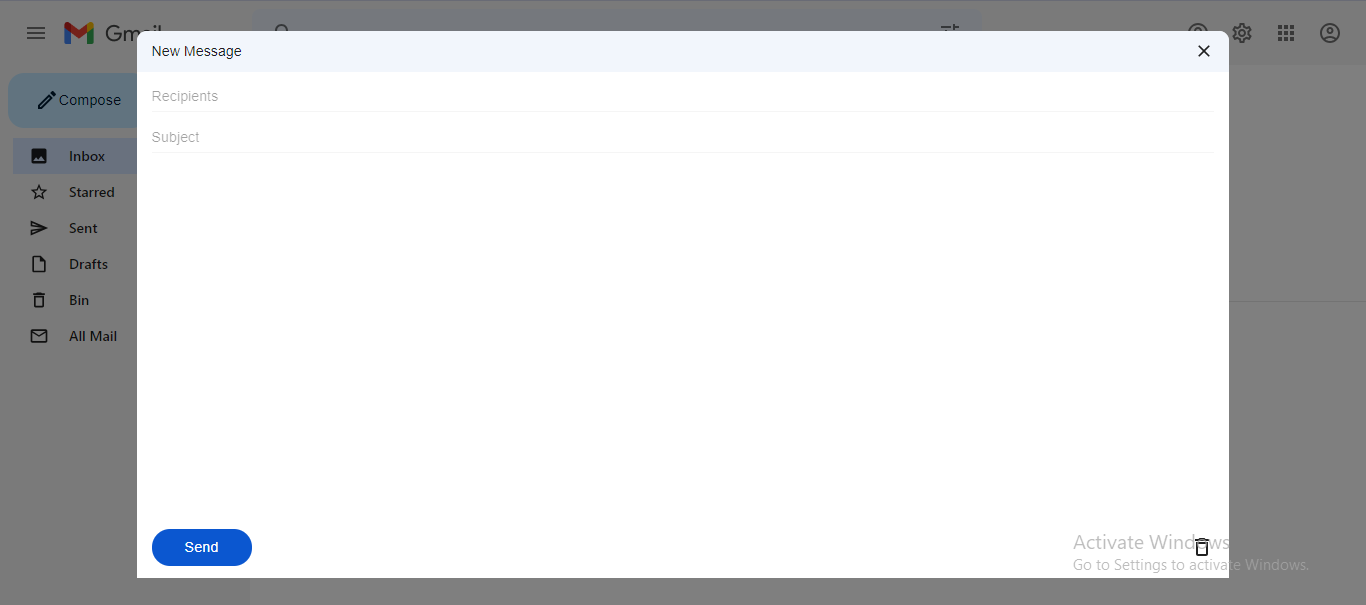 New Message
Recipients
Subject
Compose
Inbox
Starred
Sent
Drafts
Bin
All Mail
Send
Activate Windows
Go to Settings to activate Windows.